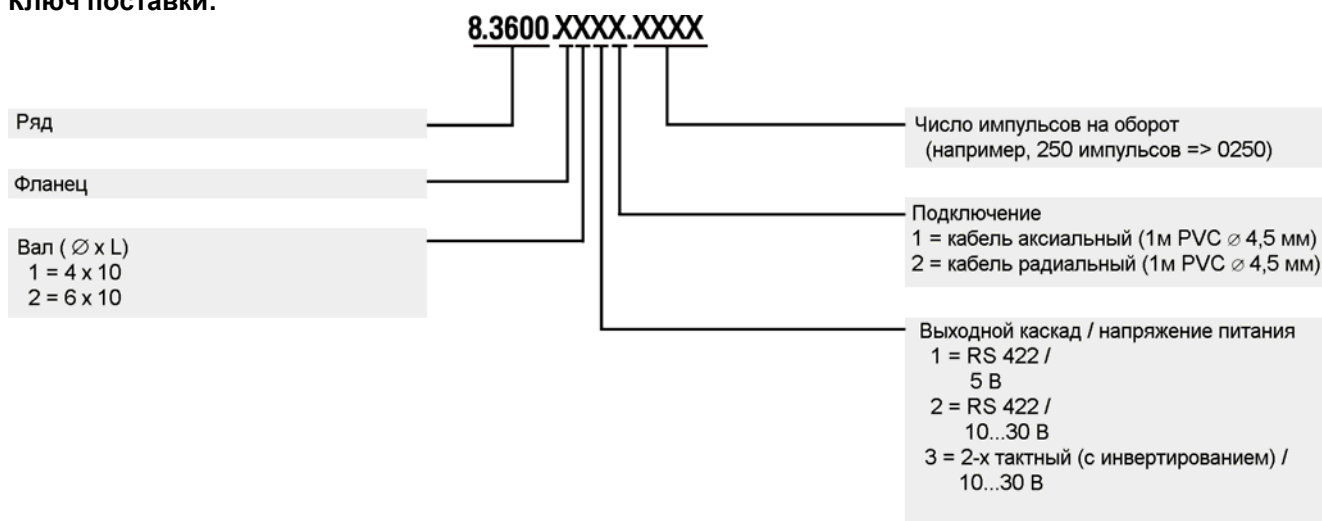 Ключ поставки:
8.3600.XXXX.XXXX
Ряд
Фланец
Вал ( ∅ x L)
1 = 4 x 10
2 = 6 x 10
Число импульсов на оборот
(например, 250 импульсов => 0250)
Подключение
1 = кабель аксиальный (1м PVC ∅ 4,5 мм)
2 = кабель радиальный (1м PVC ∅ 4,5 мм)
Выходной каскад / напряжение питания
1 = RS 422 /
5 В
2 = RS 422 /
10...30 В
3 = 2-х тактный (с инвертированием) /
10...30 В